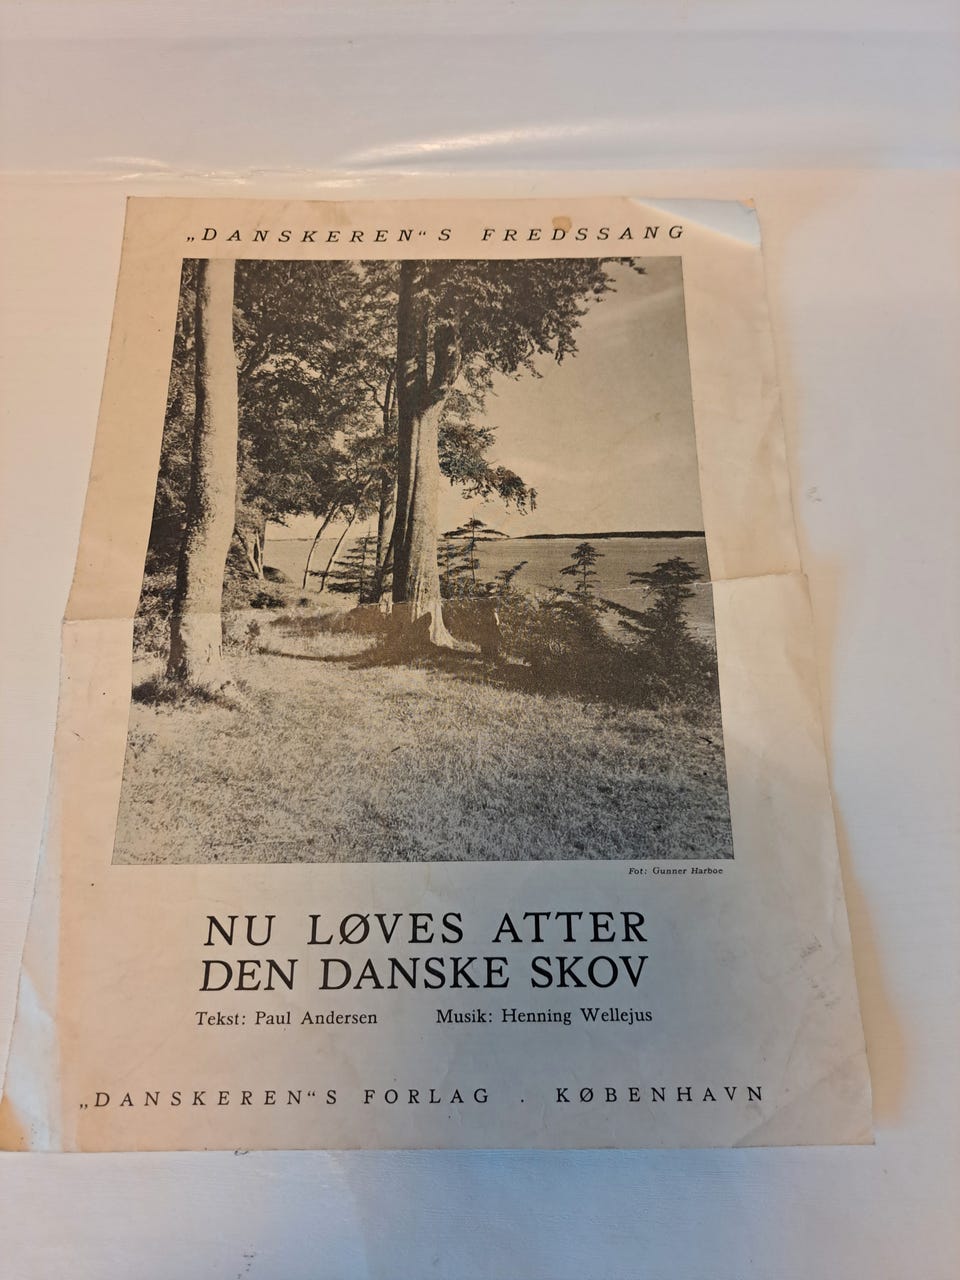 „DANSKEREN“S FREDSSANG
Fot: Gunner Harboe
NU LØVES ATTER
DEN DANSKE SKOV
Tekst: Paul Andersen Musik: Henning Wellejus
„DANSKEREN“S FORLAG . KØBENHAVN